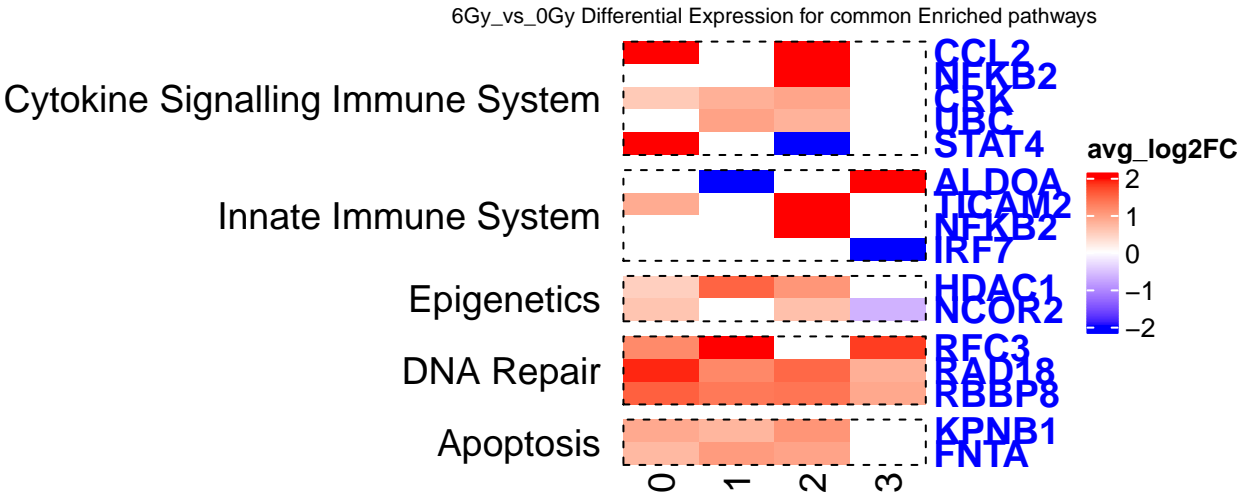 6Gy_vs_0Gy Differential Expression for common Enriched pathways
Cytokine Signalling Immune System
CCL2
NFKB2
CRK
UBC
STAT4
Innate Immune System
ALDOA
TICAM2
NFKB2
IRF7
Epigenetics
HDAC1
NCOR2
DNA Repair
RFC3
RAD18
RBBP8
Apoptosis
KPNB1
FNTA
0
1
2
3
avg_log2FC
2
1
0
−1
−2